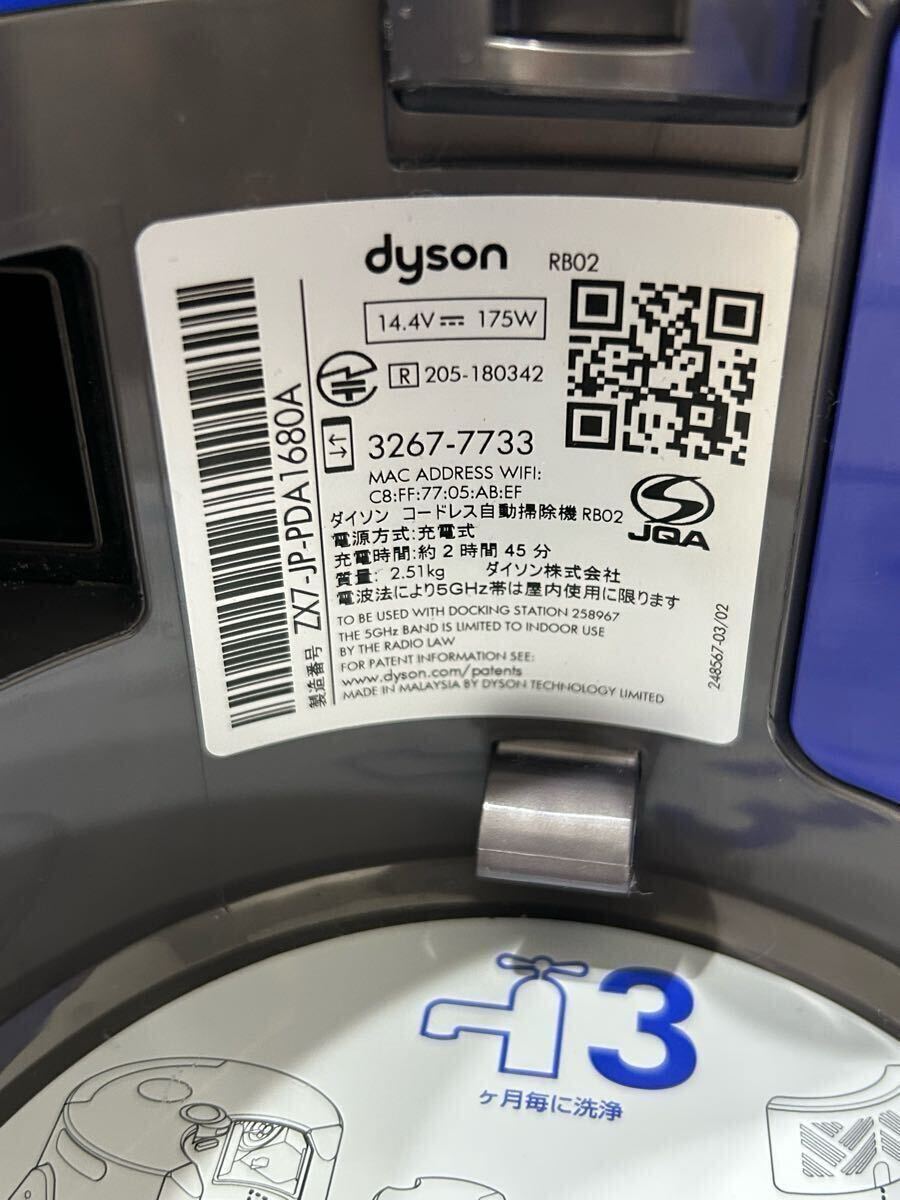 dyson RB02
14.4V 175W
R 205-180342
3267-7733
MAC ADDRESS WIFI:
C8:FF:77:05:AB:EF
JQA
ダイソン コードレス自動掃除機 RB02
電源方式:充電式
充電時間:約2時間45分
質量: 2.51kg ダイソン株式会社
電波法により5GHz帯は屋内使用に限ります
TO BE USED WITH DOCKING STATION 258967
THE 5GHz BAND IS LIMITED TO INDOOR USE
BY THE RADIO LAW
FOR PATENT INFORMATION SEE:
www.dyson.com/patents
MADE IN MALAYSIA BY DYSON TECHNOLOGY LIMITED
製造番号 ZX7-JP-PDA1680A
248567-03/02
3
ヶ月毎に洗浄